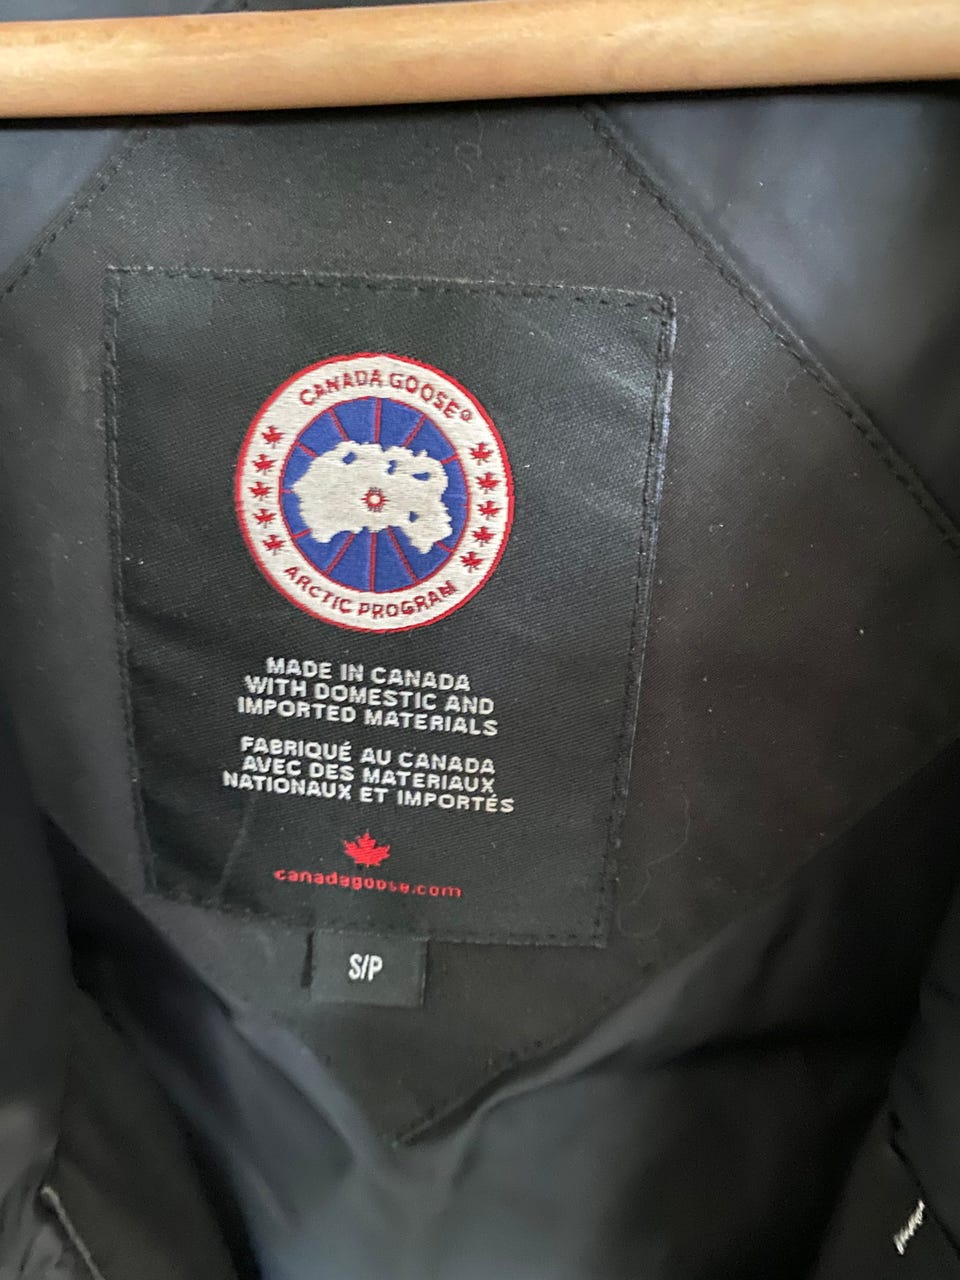 CANADA GOOSE®
ARCTIC PROGRAM
MADE IN CANADA
WITH DOMESTIC AND
IMPORTED MATERIALS
FABRIQUÉ AU CANADA
AVEC DES MATERIAUX
NATIONAUX ET IMPORTÉS
canadagoose.com
S/P